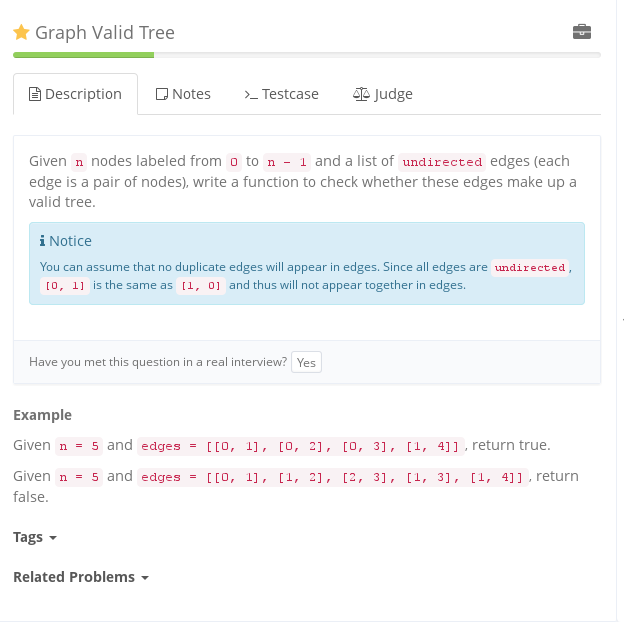 Graph Valid Tree
Description
Notes
Testcase
Judge
Given n nodes labeled from 0 to n - 1 and a list of undirected edges (each
edge is a pair of nodes), write a function to check whether these edges make up a
valid tree.
Notice
You can assume that no duplicate edges will appear in edges. Since all edges are undirected,
[0, 1] is the same as [1, 0] and thus will not appear together in edges.
Have you met this question in a real interview? Yes
Example
Given n = 5 and edges = [[0, 1], [0, 2], [0, 3], [1, 4]], return true.
Given n = 5 and edges = [[0, 1], [1, 2], [2, 3], [1, 3], [1, 4]], return
false.
Tags
Related Problems